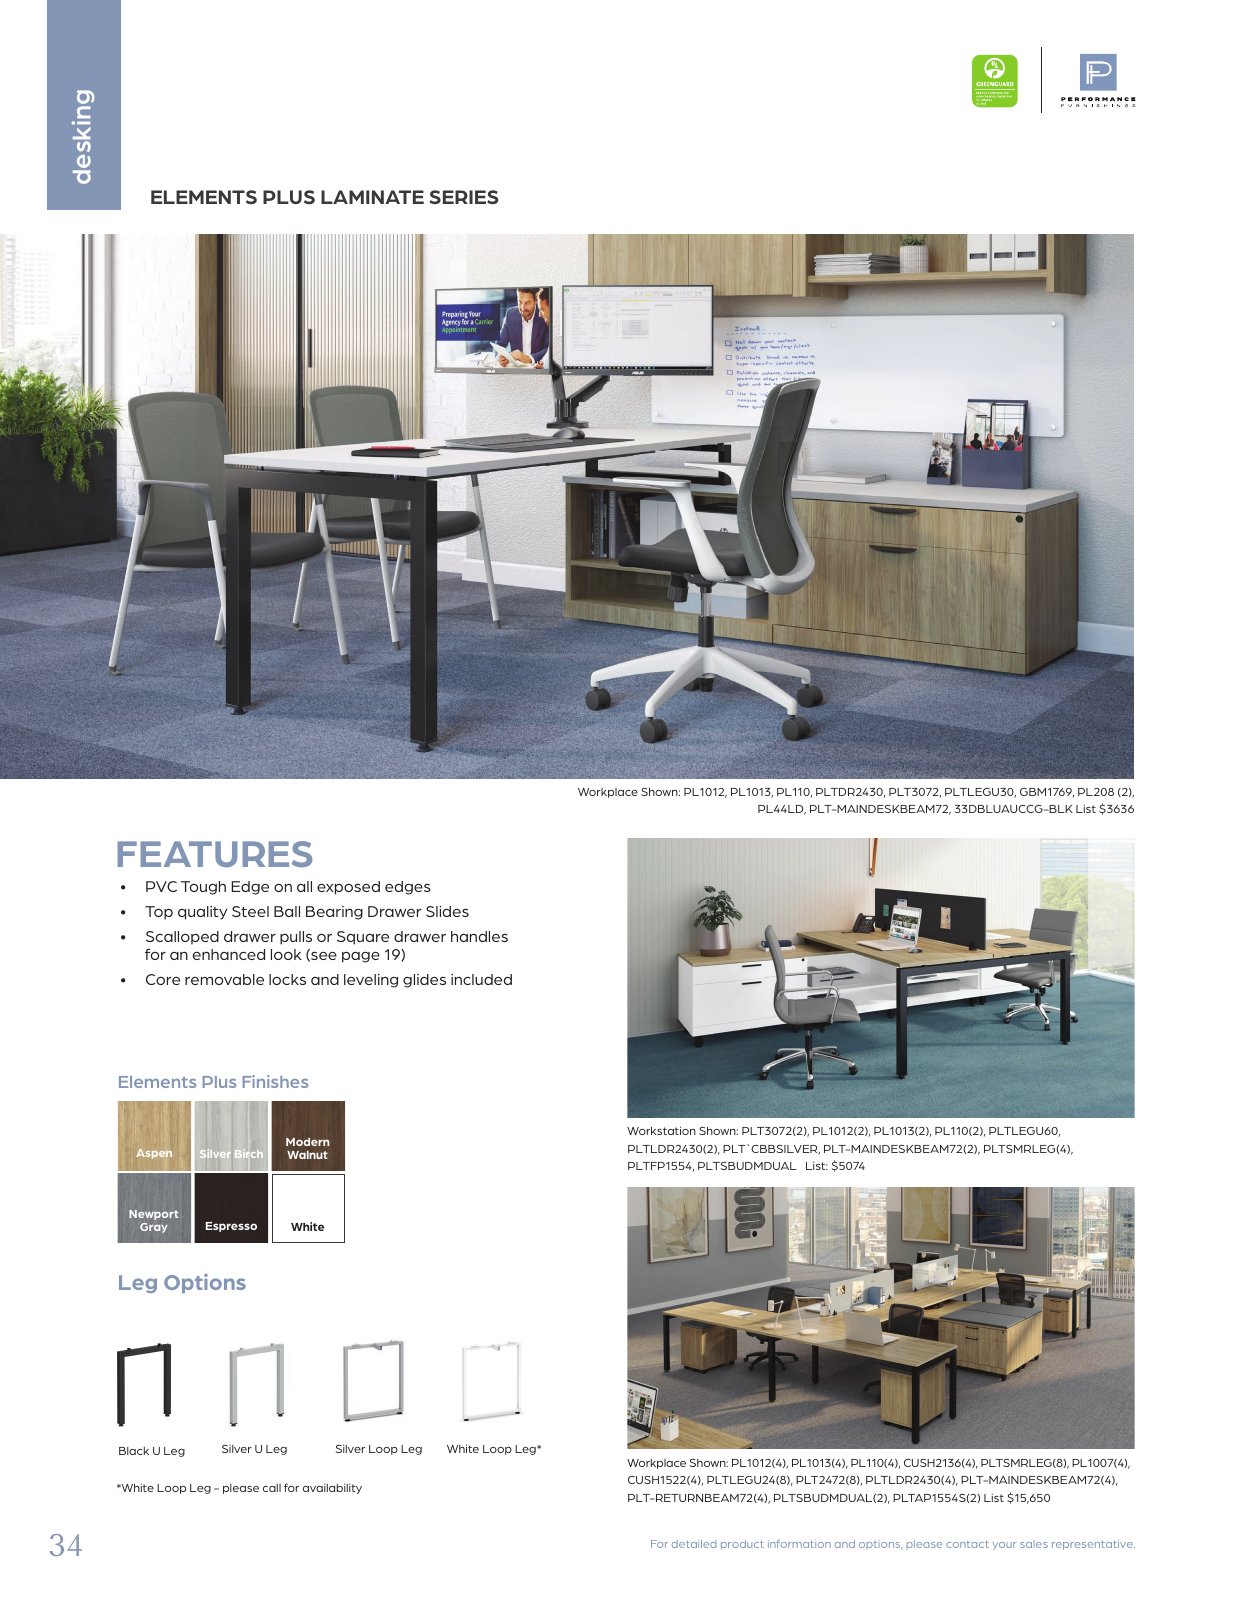 desking
GREENGUARD
PERFORMANCE
FURNISHINGS
ELEMENTS PLUS LAMINATE SERIES
Preparing Your
Agency for a Carrier
Appointment
Workplace Shown: PL1012, PL1013, PL110, PLTDR2430, PLT3072, PLTLEGU30, GBM1769, PL208 (2),
PL44LD, PLT-MAINDESKBEAM72, 33DBLUAUCCG-BLK List $3636
FEATURES
• PVC Tough Edge on all exposed edges
• Top quality Steel Ball Bearing Drawer Slides
• Scalloped drawer pulls or Square drawer handles
for an enhanced look (see page 19)
• Core removable locks and leveling glides included
Elements Plus Finishes
Aspen
Silver Birch
Modern
Walnut
Newport
Gray
Espresso
White
Leg Options
Black U Leg
Silver U Leg
Silver Loop Leg
White Loop Leg*
*White Loop Leg - please call for availability
Workstation Shown: PLT3072(2), PL1012(2), PL1013(2), PL110(2), PLTLEGU60,
PLTLDR2430(2), PLT`CBBSILVER, PLT-MAINDESKBEAM72(2), PLTSMRLEG(4),
PLTFP1554, PLTSBUDMDUAL   List: $5074
Workplace Shown: PL1012(4), PL1013(4), PL110(4), CUSH2136(4), PLTSMRLEG(8), PL1007(4),
CUSH1522(4), PLTLEGU24(8), PLT2472(8), PLTLDR2430(4), PLT-MAINDESKBEAM72(4),
PLT-RETURNBEAM72(4), PLTSBUDMDUAL(2), PLTAP1554S(2) List $15,650
34
For detailed product information and options, please contact your sales representative.